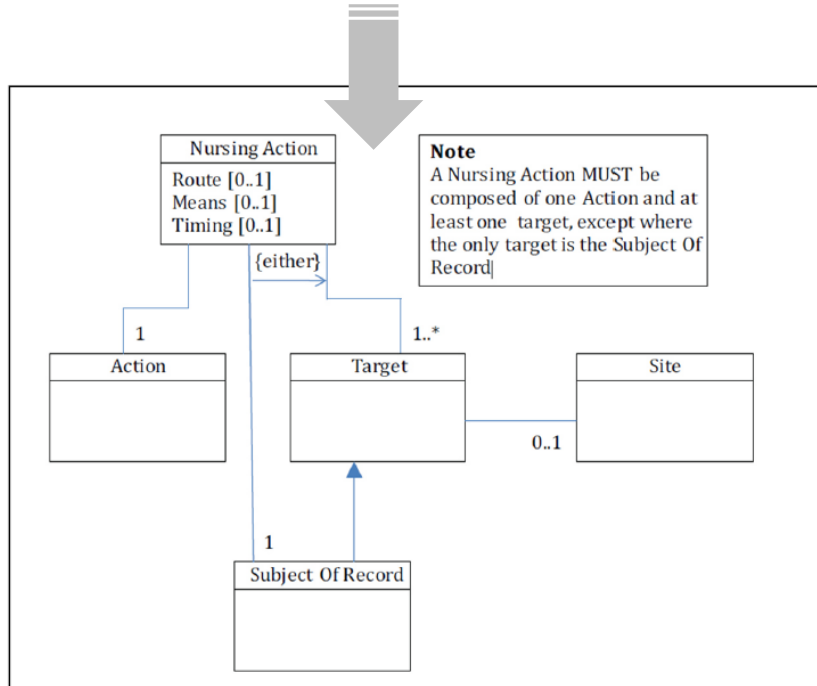 Nursing Action
Route [0..1]
Means [0..1]
Timing [0..1]
Note
A Nursing Action MUST be
composed of one Action and at
least one target, except where
the only target is the Subject Of
Record
{either}
1
1..*
Action
Target
Site
0..1
1
Subject Of Record